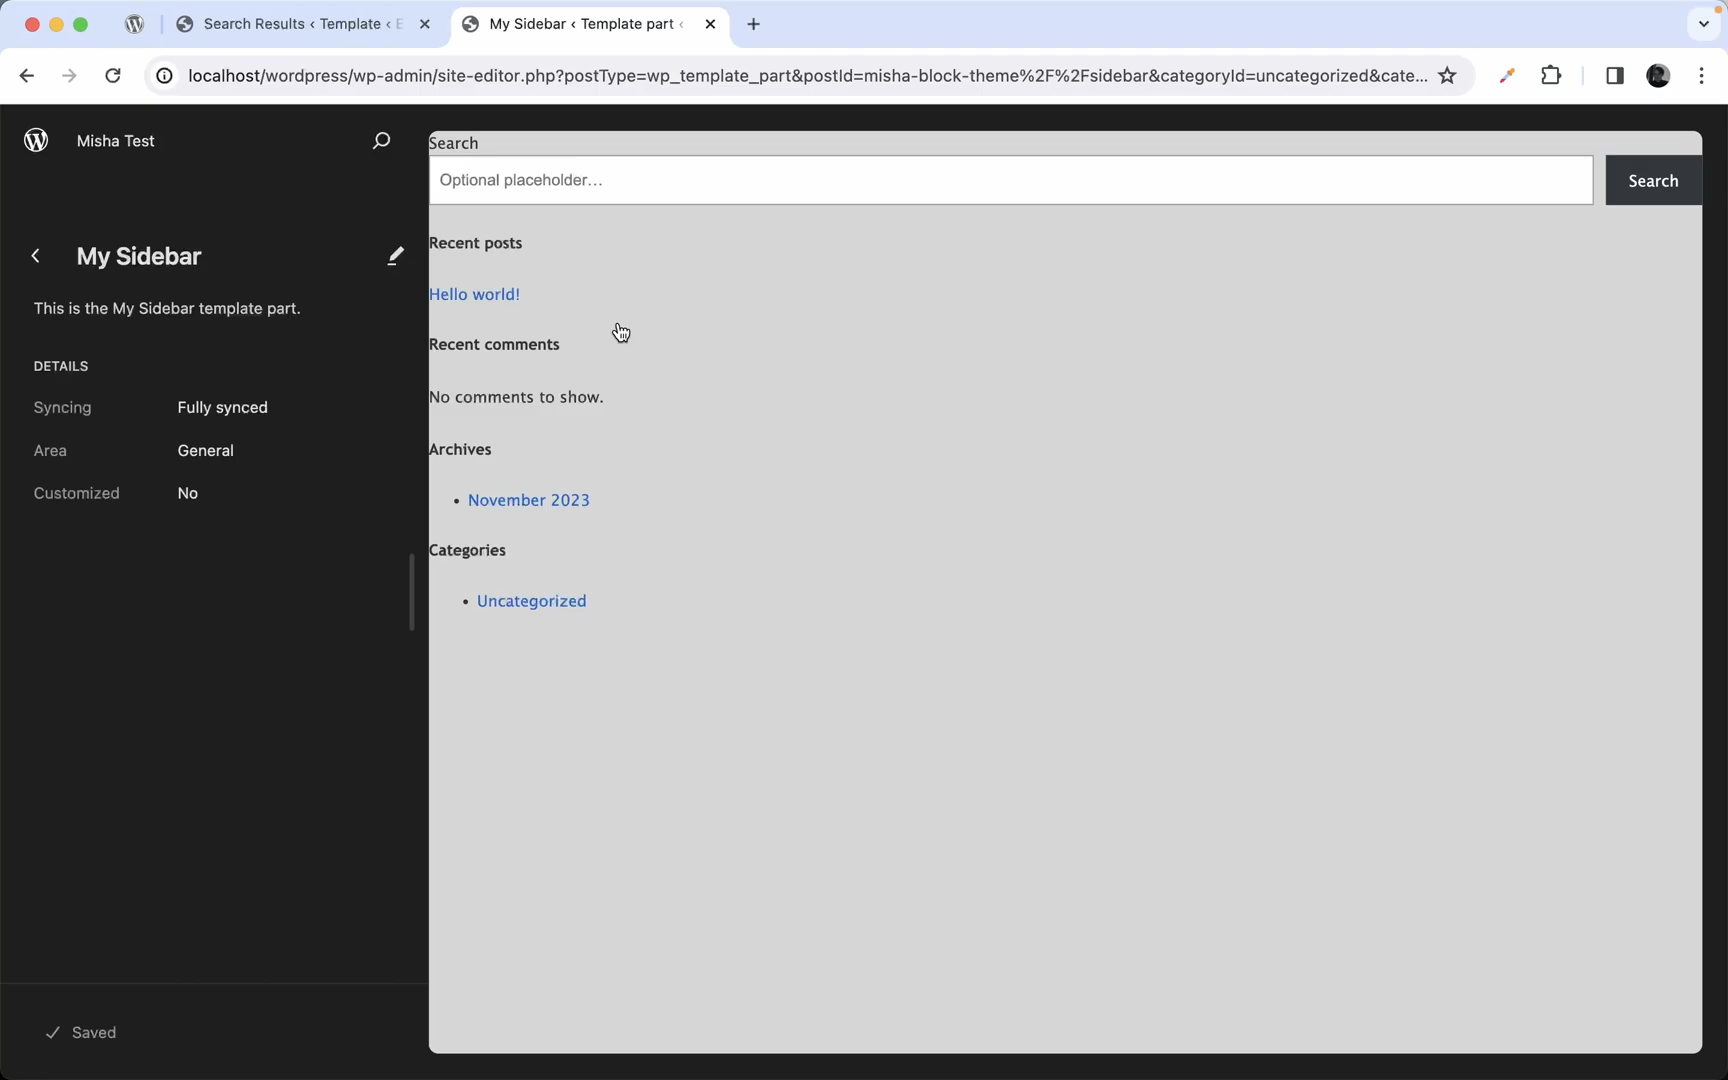 Search Results ‹ Template ‹ E
My Sidebar ‹ Template part ‹
localhost/wordpress/wp-admin/site-editor.php?postType=wp_template_part&postId=misha-block-theme%2F%2Fsidebar&categoryId=uncategorized&cate...
Misha Test
My Sidebar
This is the My Sidebar template part.
DETAILS
Syncing Fully synced
Area General
Customized No
Saved
Search
Optional placeholder…
Search
Recent posts
Hello world!
Recent comments
No comments to show.
Archives
• November 2023
Categories
• Uncategorized